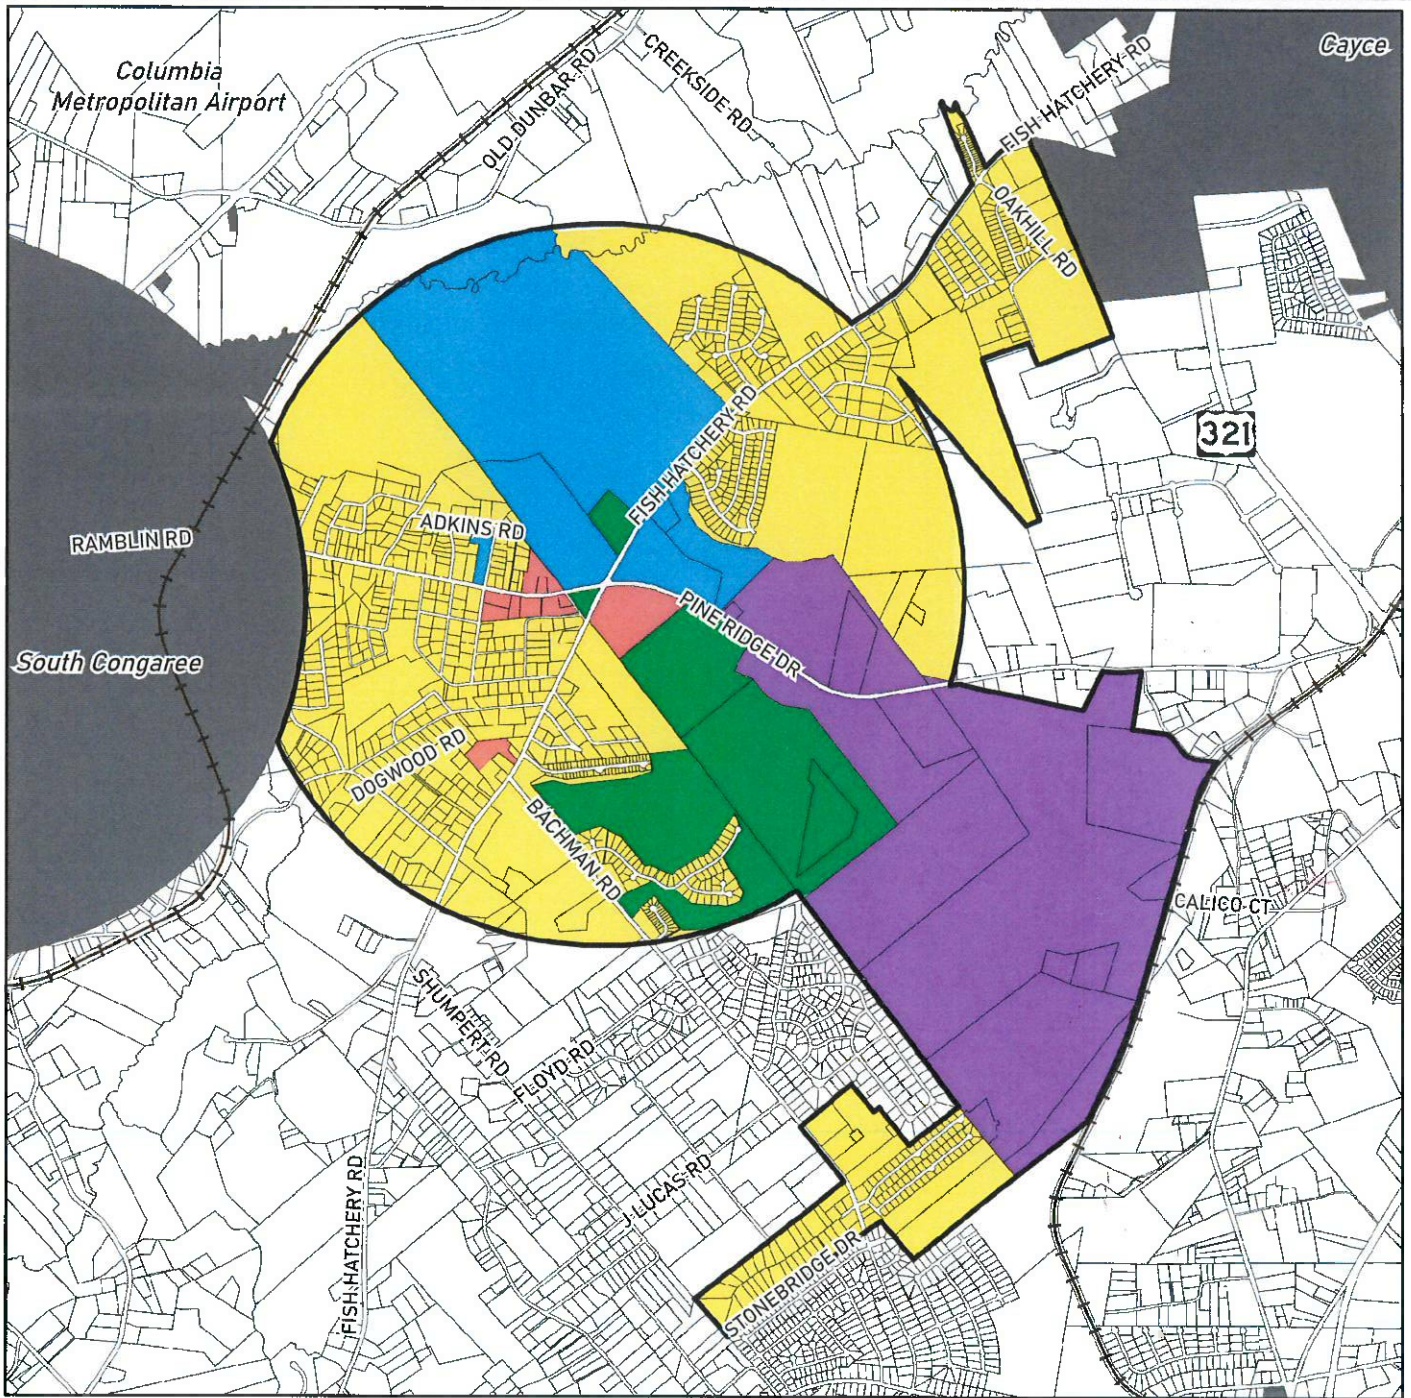 Cayce
Columbia
Metropolitan Airport
CREEKSIDE RD
OLD DUNBAR RD
FISH HATCHERY RD
OAKHILL RD
321
FISH HATCHERY RD
ADKINS RD
RAMBLIN RD
PINE RIDGE DR
South Congaree
DOGWOOD RD
BACHMAN RD
CALICO CT
SHUMPERT RD
FLOYD RD
FISH HATCHERY RD
J LUCAS RD
STONEBRIDGE DR